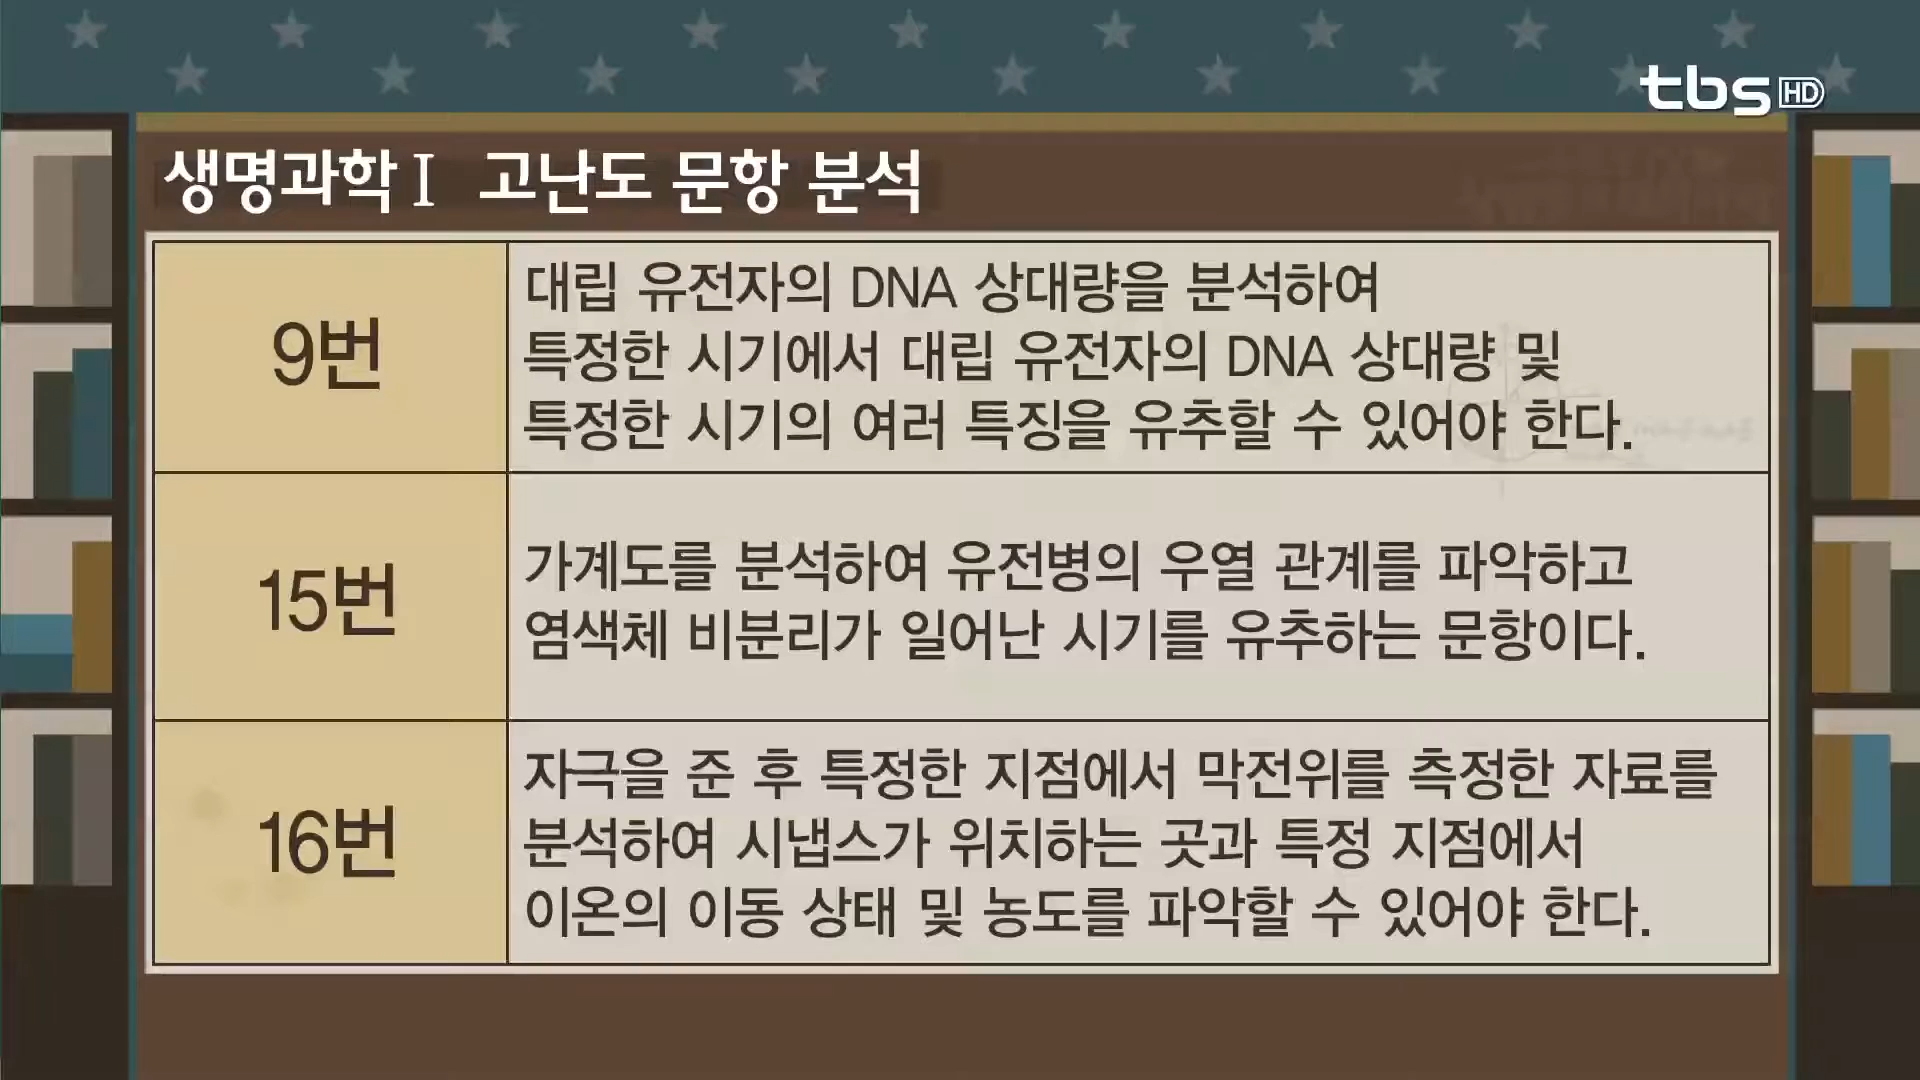 tbs HD
생명과학Ⅰ 고난도 문항 분석
9번
대립 유전자의 DNA 상대량을 분석하여
특정한 시기에서 대립 유전자의 DNA 상대량 및
특정한 시기의 여러 특징을 유추할 수 있어야 한다.
15번
가계도를 분석하여 유전병의 우열 관계를 파악하고
염색체 비분리가 일어난 시기를 유추하는 문항이다.
16번
자극을 준 후 특정한 지점에서 막전위를 측정한 자료를
분석하여 시냅스가 위치하는 곳과 특정 지점에서
이온의 이동 상태 및 농도를 파악할 수 있어야 한다.